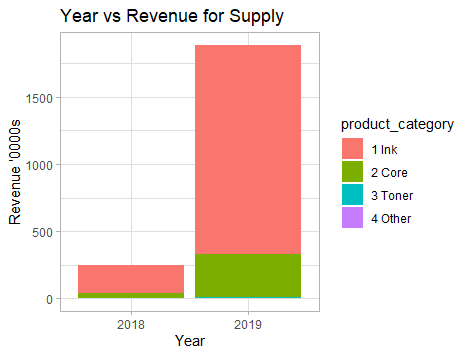 Year vs Revenue for Supply
Revenue '0000s
1500
1000
500
0
2018
2019
Year
product_category
1 Ink
2 Core
3 Toner
4 Other